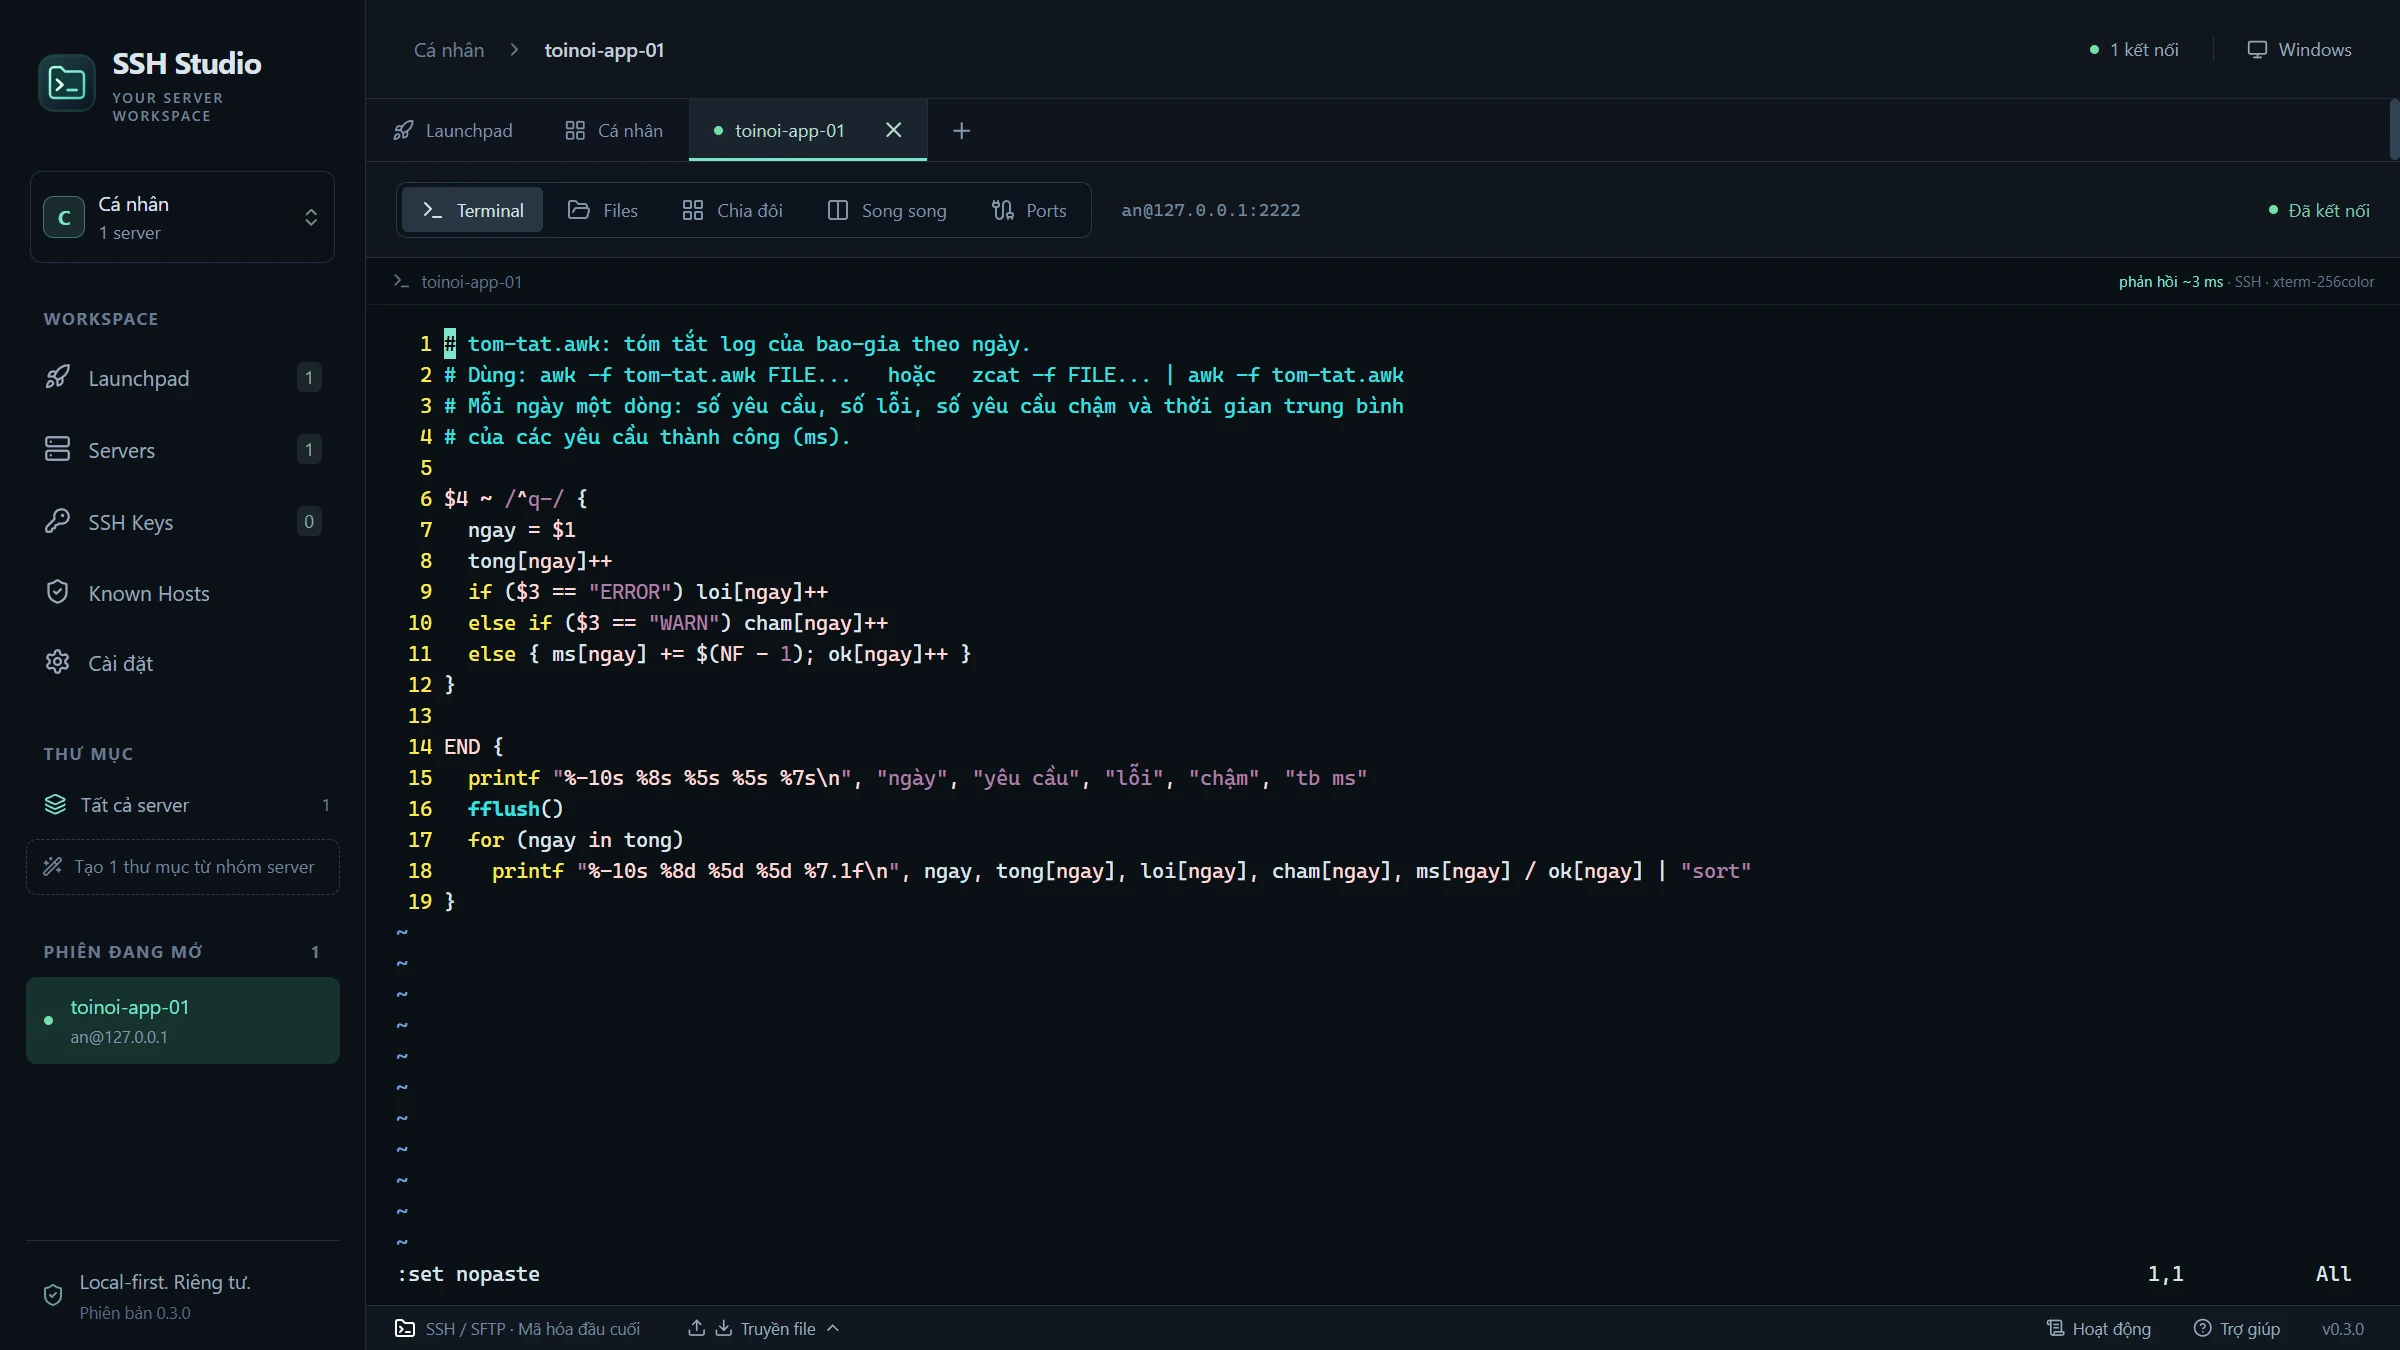 SSH Studio
YOUR SERVER
WORKSPACE
C
Cá nhân
1 server
WORKSPACE
Launchpad 1
Servers 1
SSH Keys 0
Known Hosts
Cài đặt
THƯ MỤC
Tất cả server 1
Tạo 1 thư mục từ nhóm server
PHIÊN ĐANG MỞ 1
toinoi-app-01
an@127.0.0.1
Local-first. Riêng tư.
Phiên bản 0.3.0
Cá nhân > toinoi-app-01
1 kết nối
Windows
Launchpad
Cá nhân
toinoi-app-01
Terminal
Files
Chia đôi
Song song
Ports
an@127.0.0.1:2222
Đã kết nối
toinoi-app-01
phản hồi ~3 ms · SSH · xterm-256color
1 # tom-tat.awk: tóm tắt log của bao-gia theo ngày.
2 # Dùng: awk -f tom-tat.awk FILE...   hoặc   zcat -f FILE... | awk -f tom-tat.awk
3 # Mỗi ngày một dòng: số yêu cầu, số lỗi, số yêu cầu chậm và thời gian trung bình
4 # của các yêu cầu thành công (ms).
5
6 $4 ~ /^q-/ {
7   ngay = $1
8   tong[ngay]++
9   if ($3 == "ERROR") loi[ngay]++
10   else if ($3 == "WARN") cham[ngay]++
11   else { ms[ngay] += $(NF - 1); ok[ngay]++ }
12 }
13
14 END {
15   printf "%-10s %8s %5s %5s %7s\n", "ngày", "yêu cầu", "lỗi", "chậm", "tb ms"
16   fflush()
17   for (ngay in tong)
18     printf "%-10s %8d %5d %5d %7.1f\n", ngay, tong[ngay], loi[ngay], cham[ngay], ms[ngay] / ok[ngay] | "sort"
19 }
~
~
~
~
~
~
~
~
~
~
~
:set nopaste 1,1 All
SSH / SFTP · Mã hóa đầu cuối
Truyền file
Hoạt động
Trợ giúp
v0.3.0